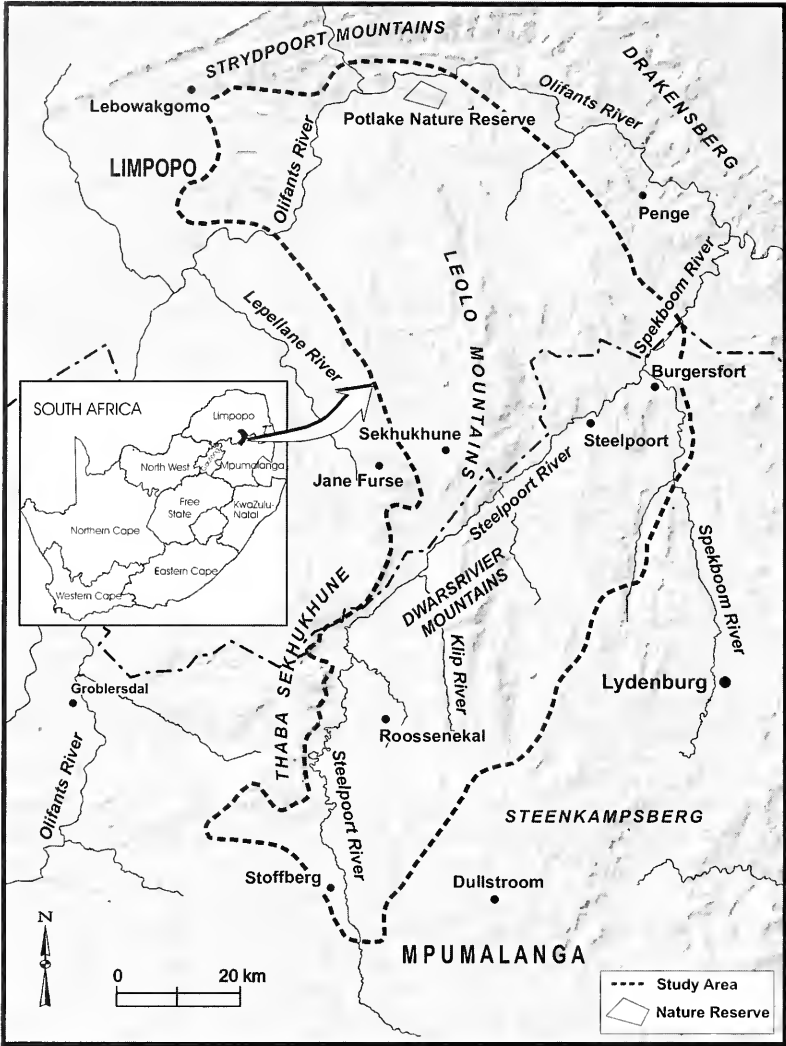 STRYDPOORT MOUNTAINS
DRAKENSBERG
Lebowakgomo
Olifants River
Potlake Nature Reserve
Olifants River
LIMPOPO
Penge
LEOLO MOUNTAINS
Spekboom River
Lepellane River
Burgersfort
SOUTH AFRICA
Limpopo
North West
Mpumalanga
Free
State
KwaZulu-
Natal
Northern Cape
Eastern Cape
Western Cape
Sekhukhune
Jane Furse
Steelpoort
Steelpoort River
DWARSRIVIER
MOUNTAINS
Klip River
Spekboom River
THABA SEKHUKHUNE
Lydenburg
Groblersdal
Roossenekal
Olifants River
Steelpoort River
STEENKAMPSBERG
Stoffberg
Dullstroom
N
MPUMALANGA
0 20 km
Study Area
Nature Reserve